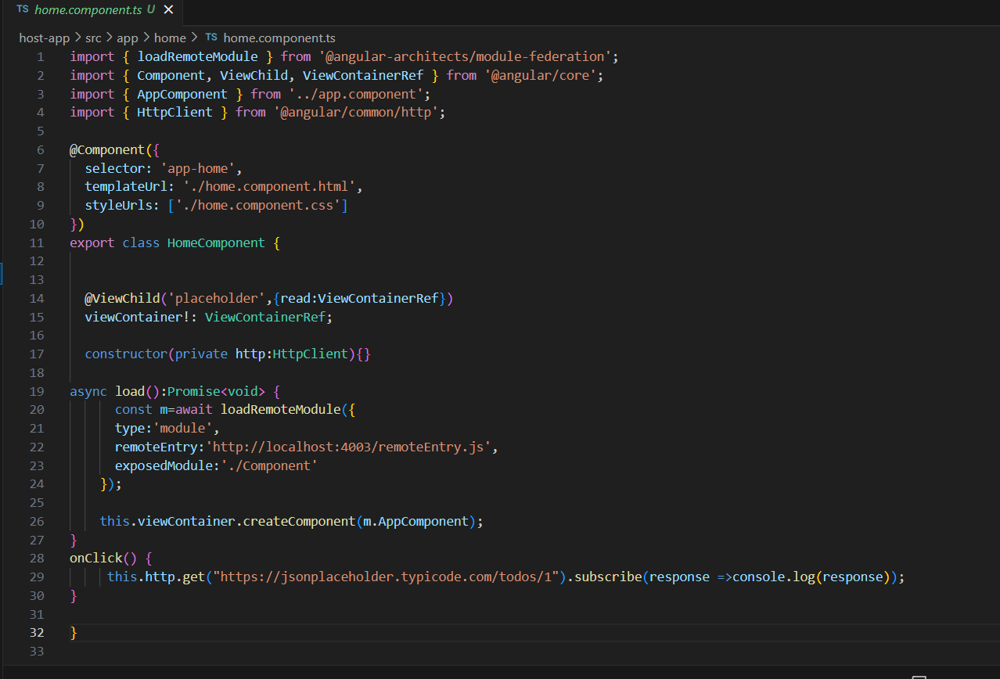 TS home.component.ts U ×
host-app > src > app > home > TS home.component.ts
1 import { loadRemoteModule } from '@angular-architects/module-federation';
2 import { Component, ViewChild, ViewContainerRef } from '@angular/core';
3 import { AppComponent } from '../app.component';
4 import { HttpClient } from '@angular/common/http';
5
6 @Component({
7   selector: 'app-home',
8   templateUrl: './home.component.html',
9   styleUrls: ['./home.component.css']
10 })
11 export class HomeComponent {
12
13
14   @ViewChild('placeholder',{read:ViewContainerRef})
15   viewContainer!: ViewContainerRef;
16
17   constructor(private http:HttpClient){}
18
19 async load():Promise<void> {
20       const m=await loadRemoteModule({
21       type:'module',
22       remoteEntry:'http://localhost:4003/remoteEntry.js',
23       exposedModule:'./Component'
24     });
25
26     this.viewContainer.createComponent(m.AppComponent);
27 }
28 onClick() {
29      this.http.get("https://jsonplaceholder.typicode.com/todos/1").subscribe(response =>console.log(response));
30 }
31
32 }
33